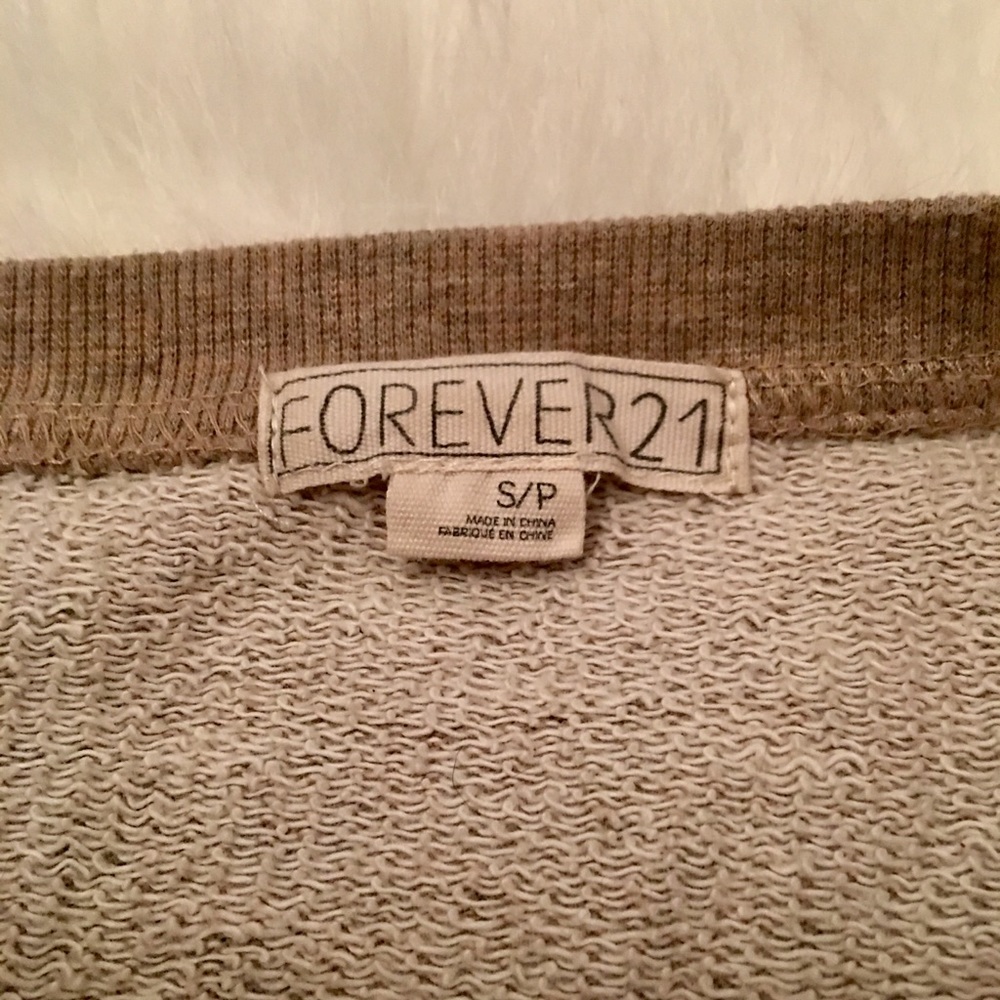 FOREVER21
S/P
MADE IN CHINA
FABRIQUÉ EN CHINE